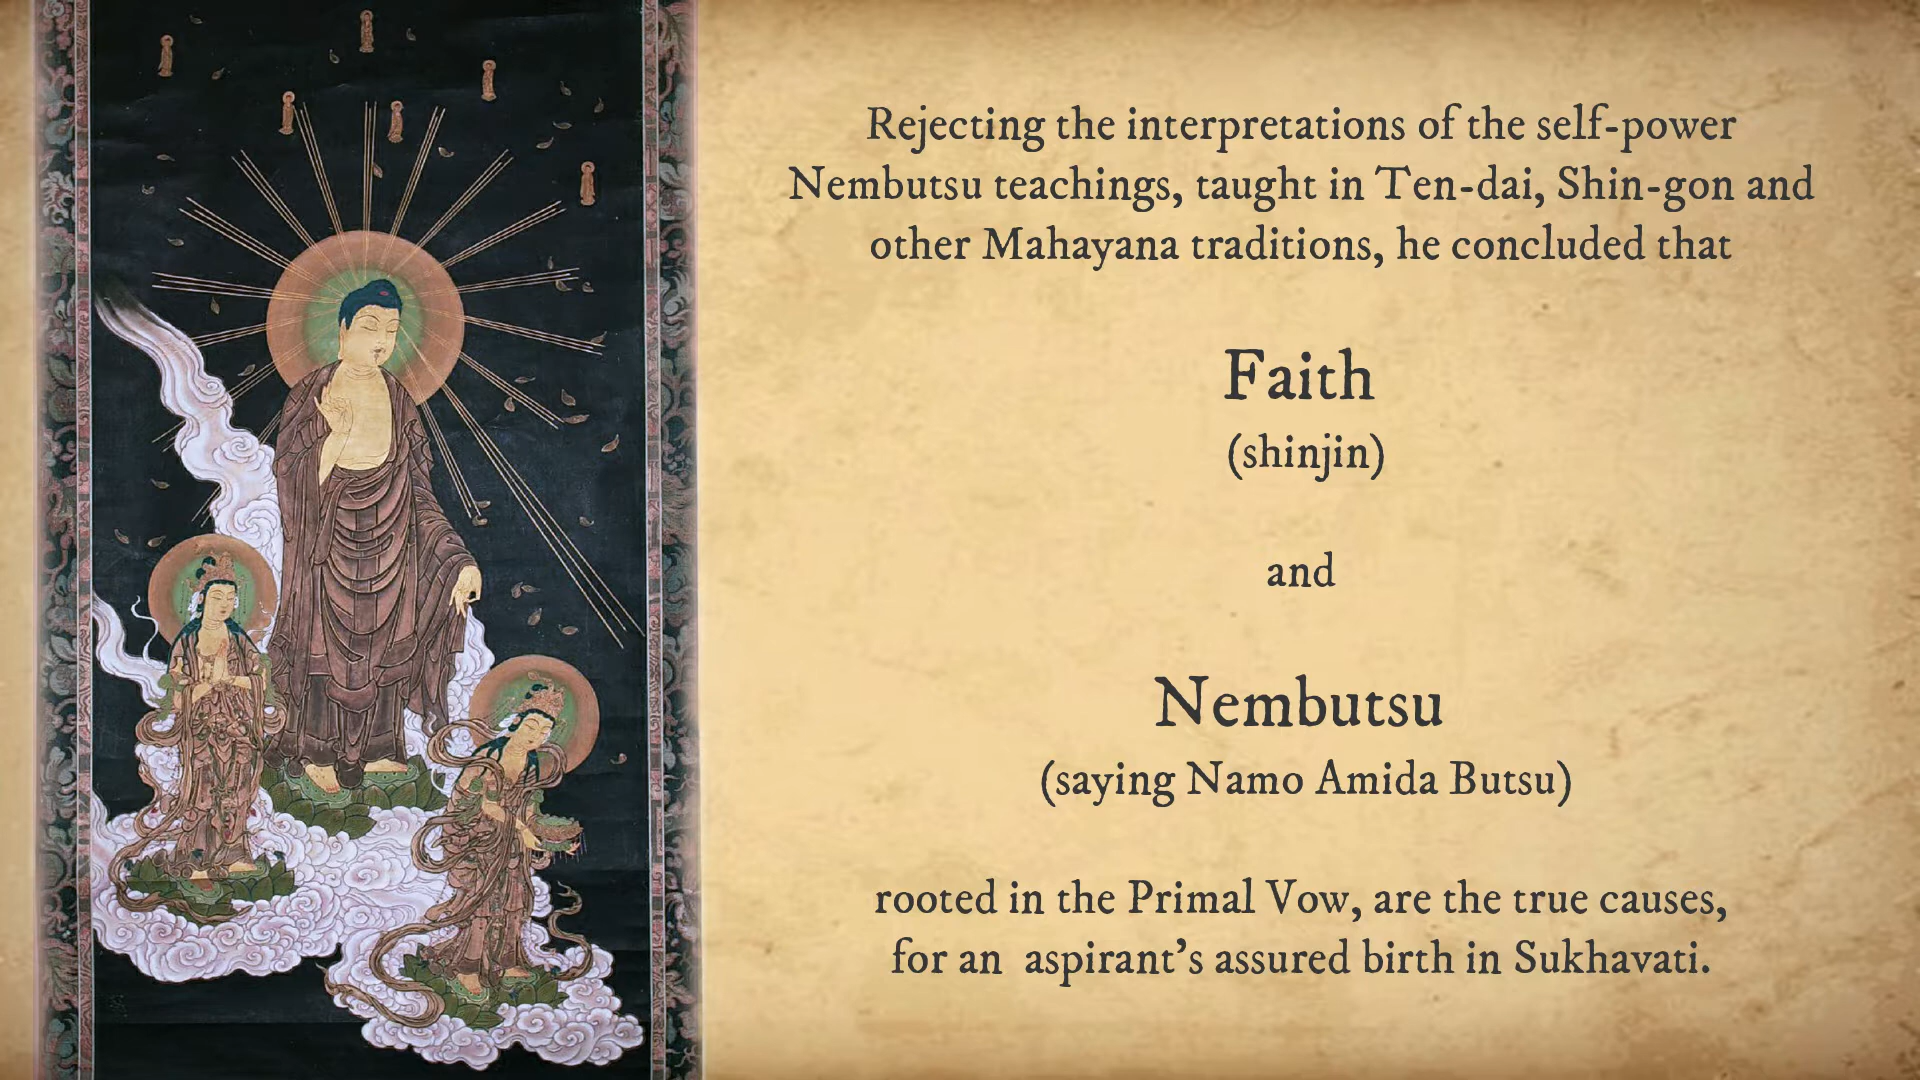 Rejecting the interpretations of the self-power
Nembutsu teachings, taught in Ten-dai, Shin-gon and
other Mahayana traditions, he concluded that
Faith
(shinjin)
and
Nembutsu
(saying Namo Amida Butsu)
rooted in the Primal Vow, are the true causes,
for an  aspirant's assured birth in Sukhavati.